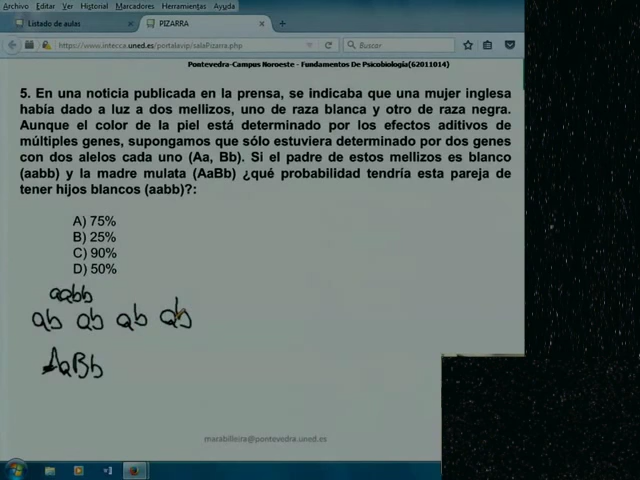 Archivo Editar Ver Historial Marcadores Herramientas Ayuda
Listado de aulas × PIZARRA × +
https://www.intecca.uned.es/portalavip/salaPizarra.php Buscar
Pontevedra-Campus Noroeste - Fundamentos De Psicobiología(62011014)
5. En una noticia publicada en la prensa, se indicaba que una mujer inglesa
había dado a luz a dos mellizos, uno de raza blanca y otro de raza negra.
Aunque el color de la piel está determinado por los efectos aditivos de
múltiples genes, supongamos que sólo estuviera determinado por dos genes
con dos alelos cada uno (Aa, Bb). Si el padre de estos mellizos es blanco
(aabb) y la madre mulata (AaBb) ¿qué probabilidad tendría esta pareja de
tener hijos blancos (aabb)?:
A) 75%
B) 25%
C) 90%
D) 50%
aabb
ab ab ab ab
AaBb
marabilleira@pontevedra.uned.es